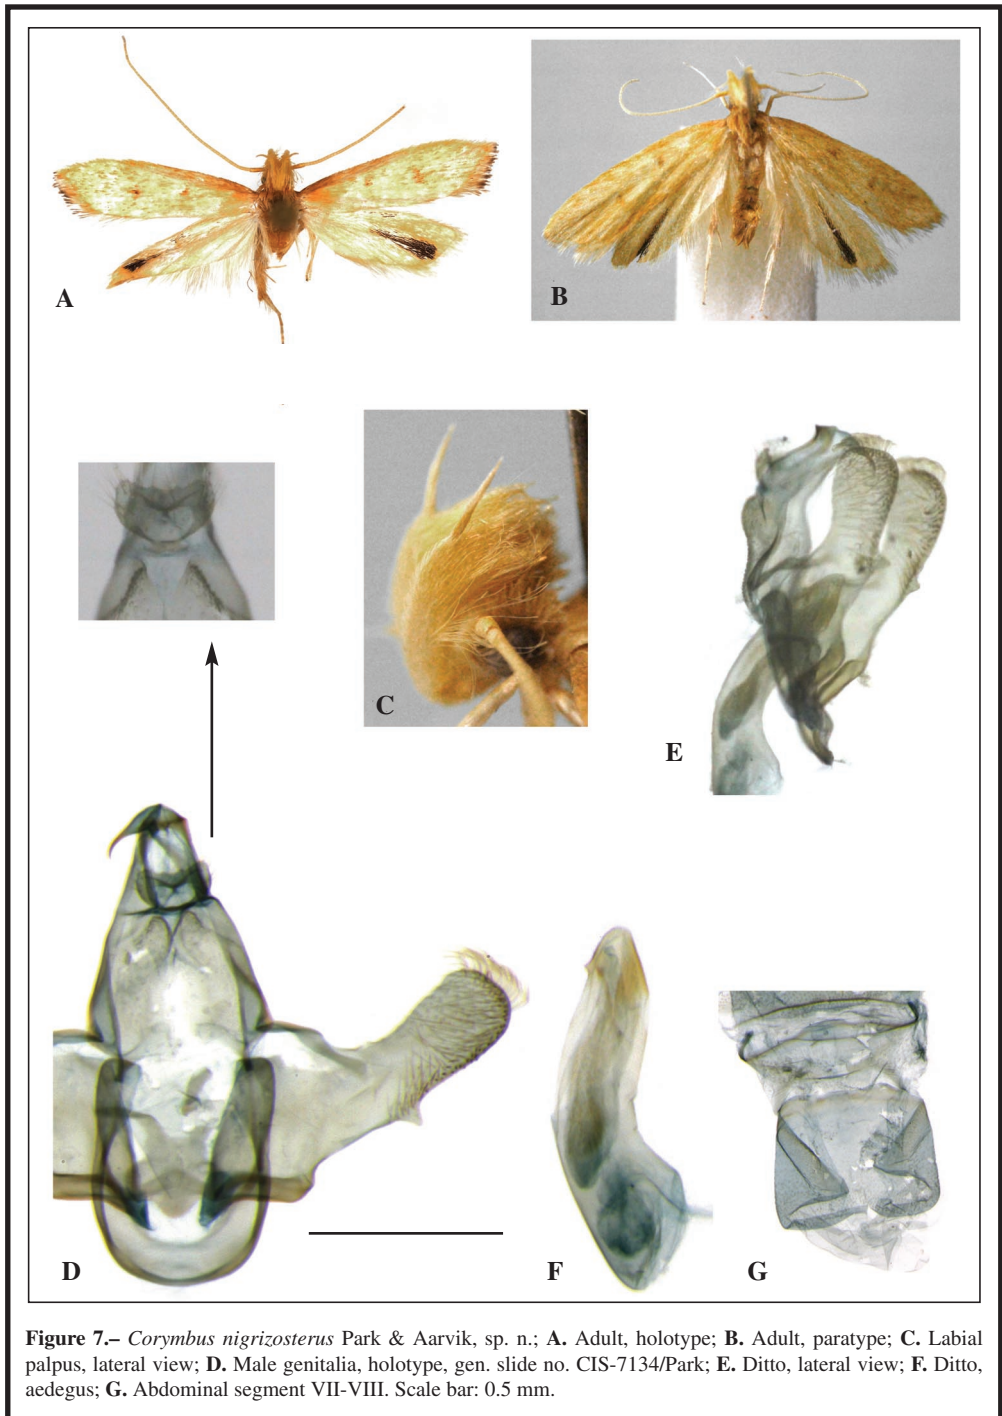 A
B
C
E
D
F
G
Figure 7.– Corymbus nigrizosterus Park & Aarvik, sp. n.; A. Adult, holotype; B. Adult, paratype; C. Labial
palpus, lateral view; D. Male genitalia, holotype, gen. slide no. CIS-7134/Park; E. Ditto, lateral view; F. Ditto,
aedegus; G. Abdominal segment VII-VIII. Scale bar: 0.5 mm.